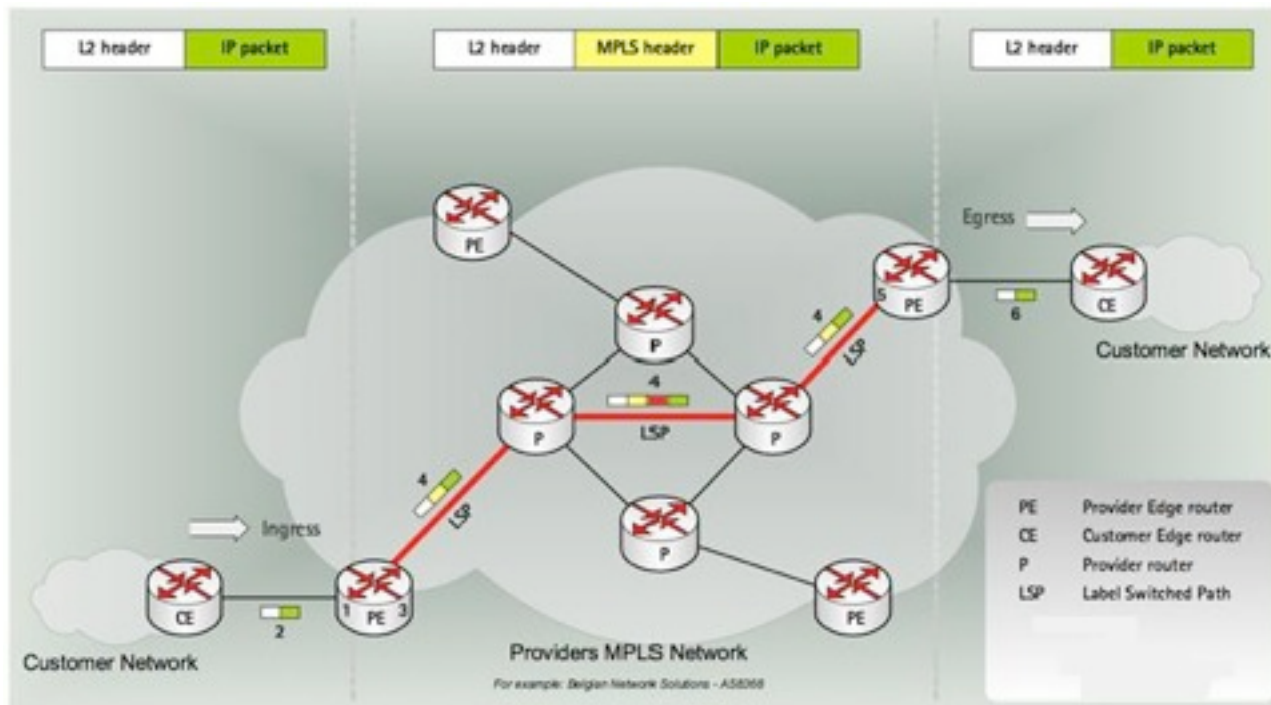 L2 header IP packet
L2 header MPLS header IP packet
L2 header IP packet
PE
Egress
P
4
5 PE
LSP
6
CE
Customer Network
4
P
LSP
P
4
LSP
Ingress
P
CE
2
1 PE 3
PE
Customer Network
Providers MPLS Network
For example: Belgian Network Solutions - AS8368
PE Provider Edge router
CE Customer Edge router
P Provider router
LSP Label Switched Path